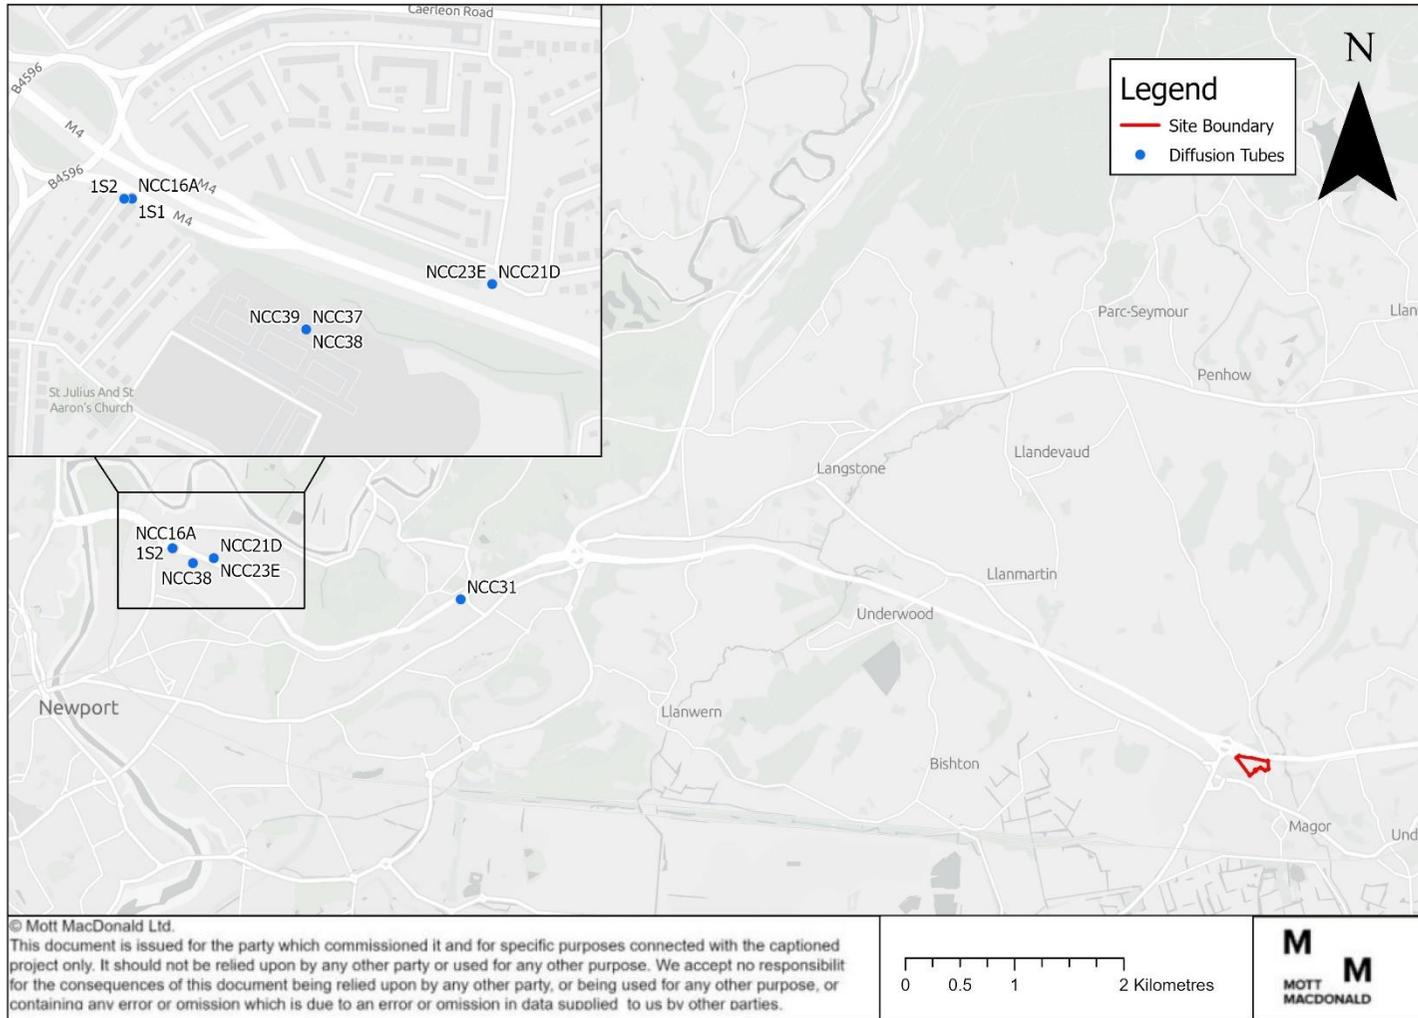 Caerleon Road
B4596
M4
B4596
1S2
NCC16A
M4
1S1
M4
NCC23E
NCC21D
NCC39
NCC37
NCC38
St Julius And St
Aaron's Church
N
Legend
Site Boundary
Diffusion Tubes
Parc-Seymour
Llan
Penhow
Langstone
Llandevaud
NCC16A
1S2
NCC38
NCC21D
NCC23E
NCC31
Llanmartin
Underwood
Newport
Llanwern
Bishton
Magor
Und
© Mott MacDonald Ltd.
This document is issued for the party which commissioned it and for specific purposes connected with the captioned
project only. It should not be relied upon by any other party or used for any other purpose. We accept no responsibilit
for the consequences of this document being relied upon by any other party, or being used for any other purpose, or
containing any error or omission which is due to an error or omission in data supplied to us by other parties.
0 0.5 1 2 Kilometres
M
M
MOTT
MACDONALD